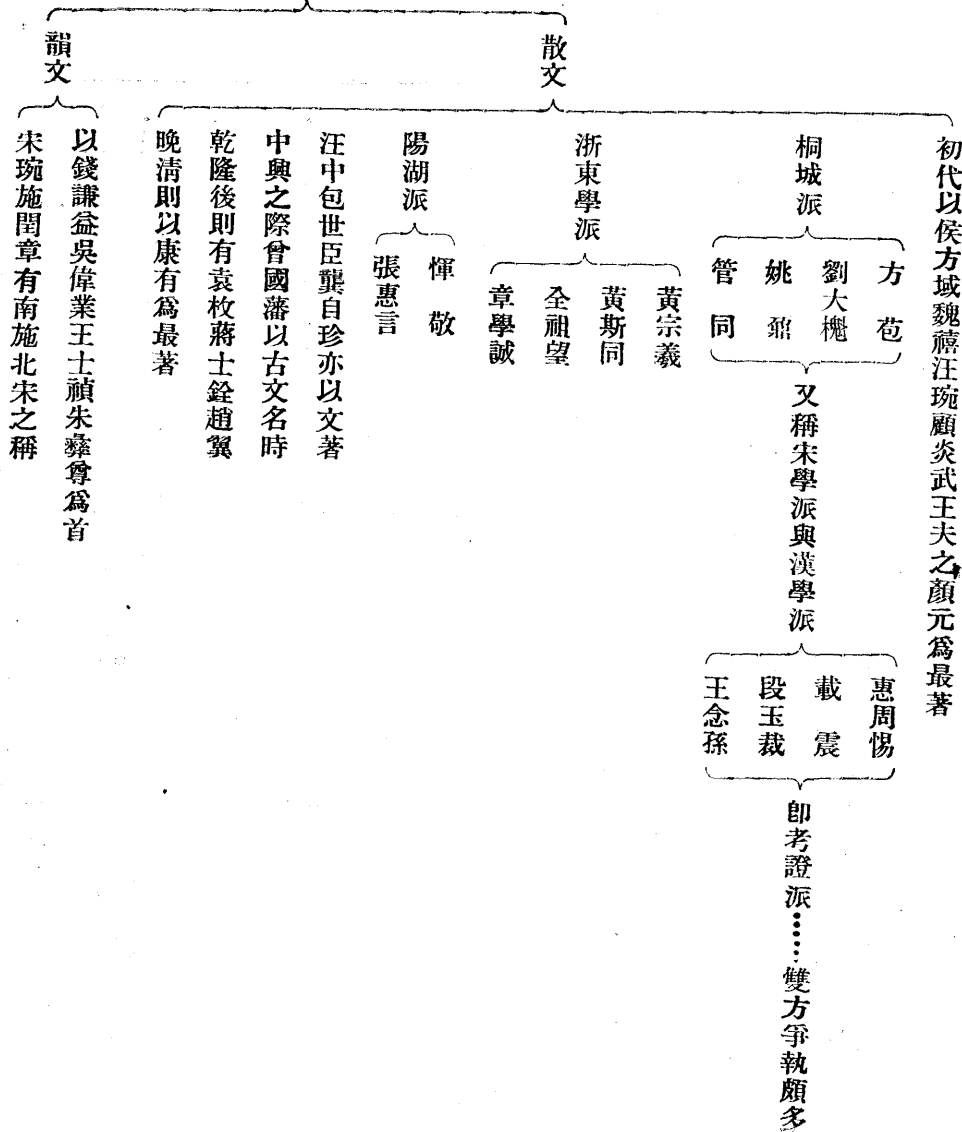 散文
初代以侯方域魏禧汪琬顧炎武王夫之顏元爲最著
桐城派
方苞
劉大櫆
姚鼐
管同
又稱宋學派與漢學派
惠周惕
載震
段玉裁
王念孫
卽考證派……雙方爭執頗多
浙東學派
黃宗羲
黃斯同
全祖望
章學誠
陽湖派
惲敬
張惠言
汪中包世臣龔自珍亦以文著
中興之際曾國藩以古文名時
乾隆後則有袁枚蔣士銓趙翼
晚淸則以康有爲最著
韻文
以錢謙益吳偉業王士禎朱彝尊爲首
宋琬施閏章有南施北宋之稱